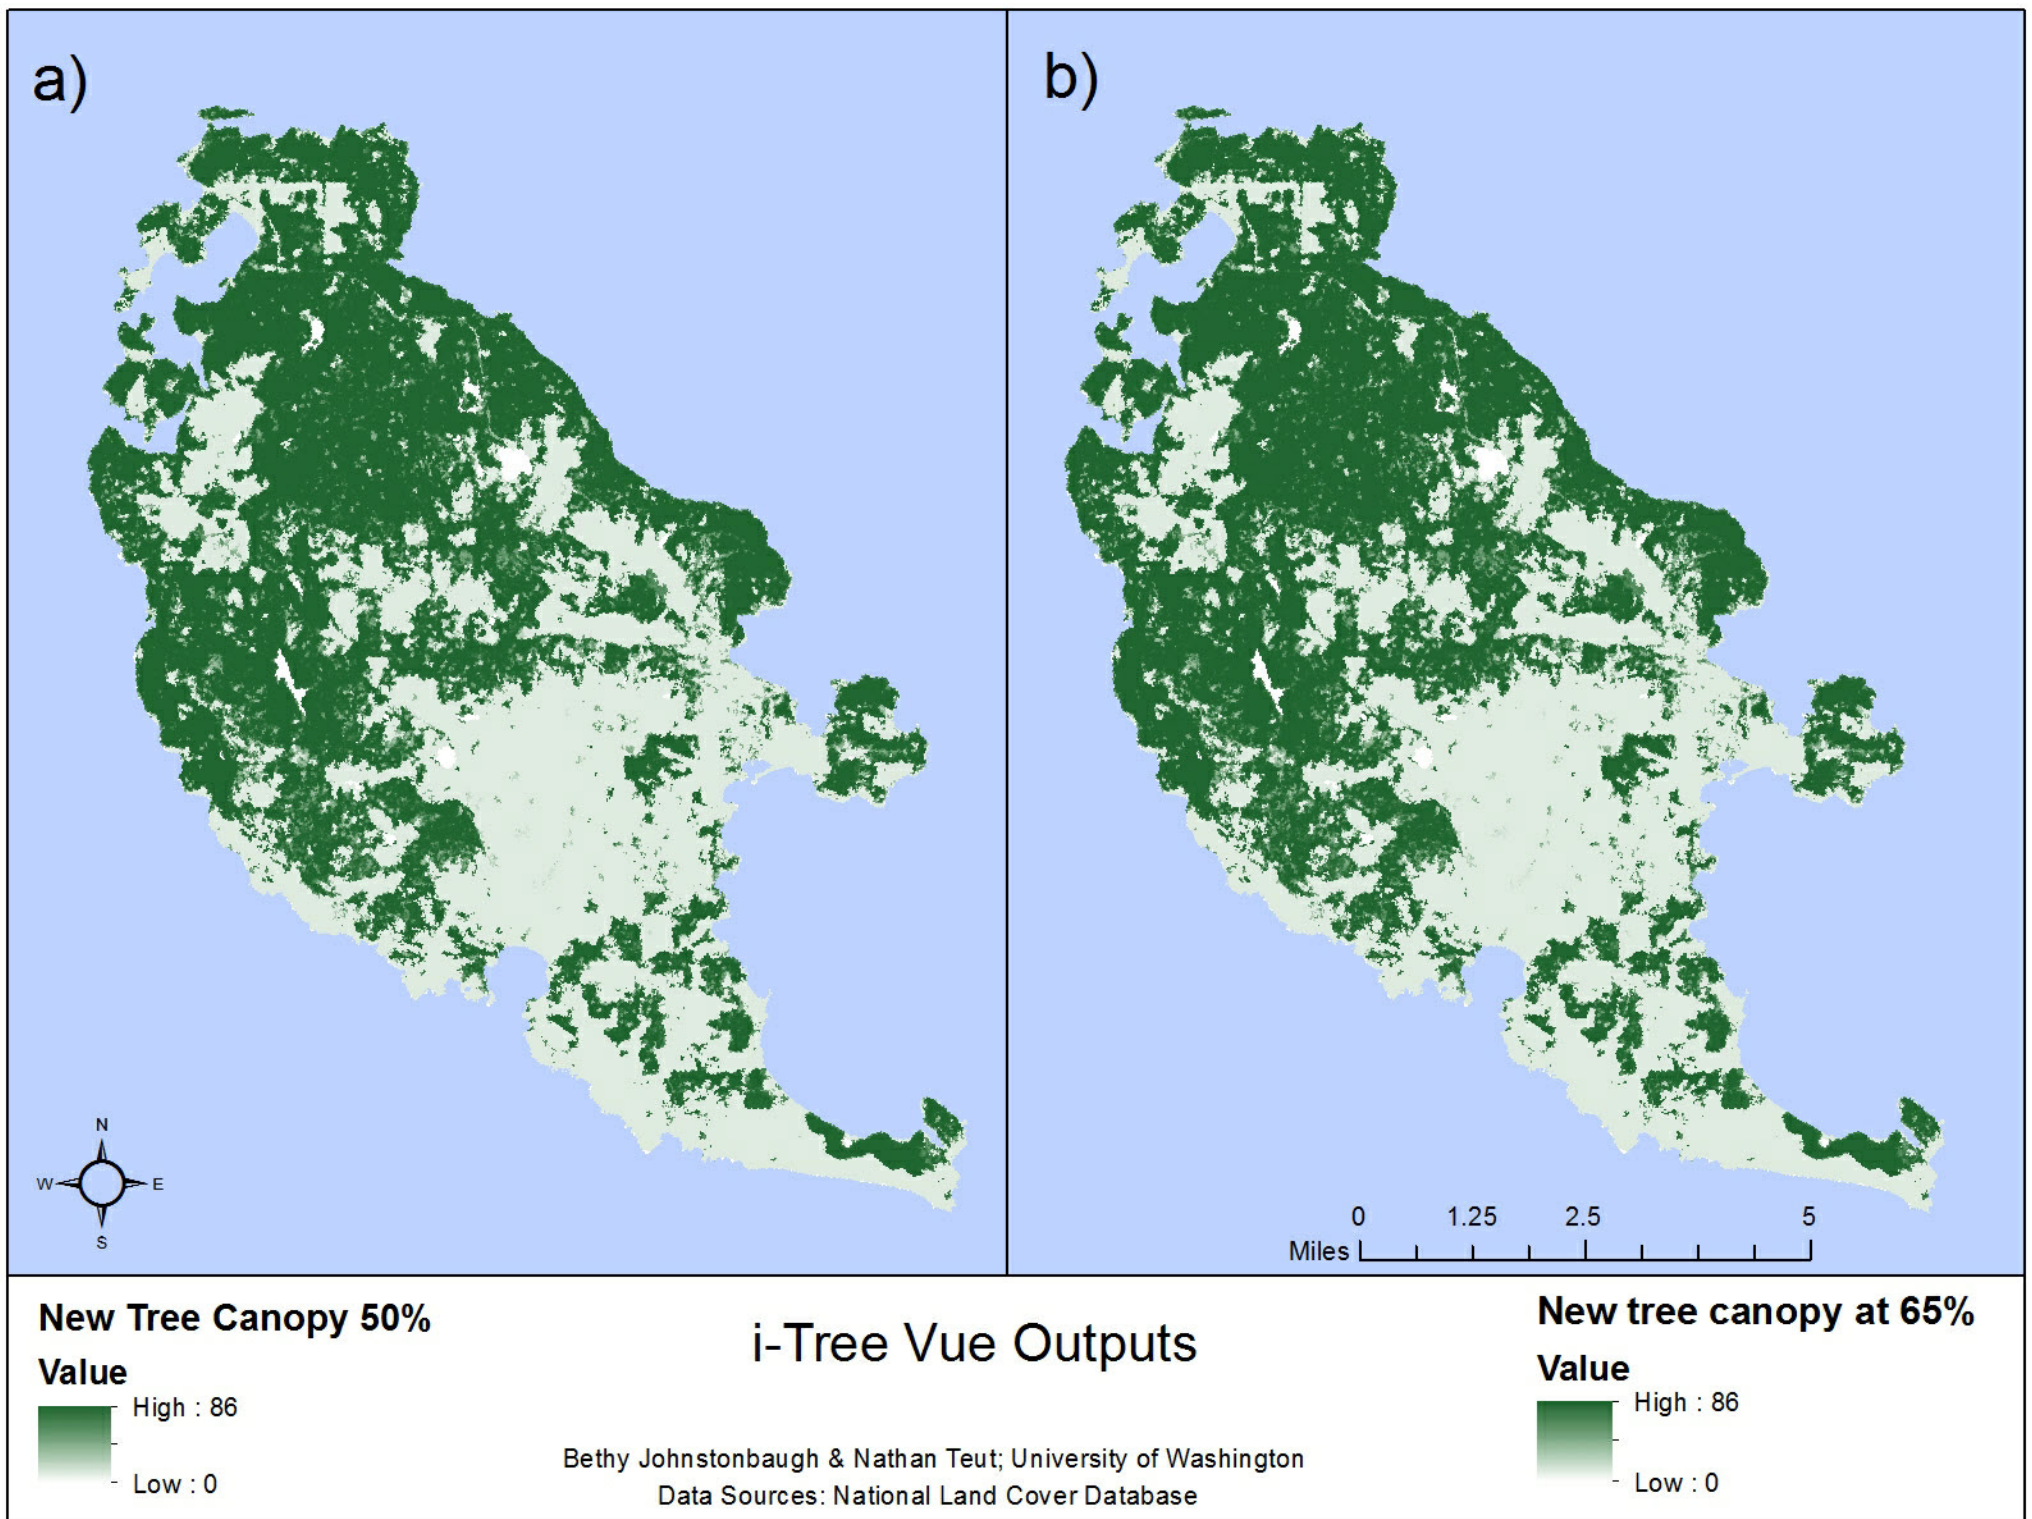 a)
b)
N
W E
S
0 1.25 2.5 5
Miles
New Tree Canopy 50%
Value
High : 86
Low : 0
i-Tree Vue Outputs
Bethy Johnstonbaugh & Nathan Teut; University of Washington
Data Sources: National Land Cover Database
New tree canopy at 65%
Value
High : 86
Low : 0